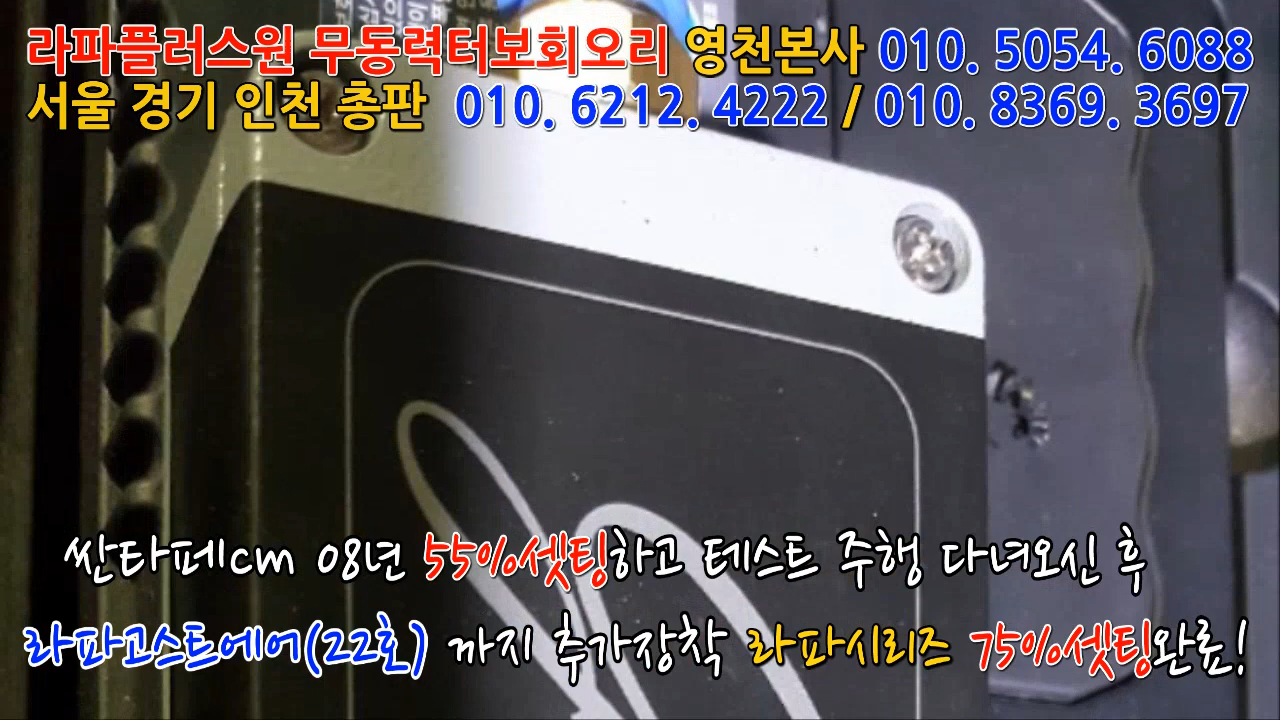 라파플러스원 무동력터보회오리 영천본사 010. 5054. 6088
서울 경기 인천 총판 010. 6212. 4222 / 010. 8369. 3697
싼타페cm 08년 55%셋팅하고 테스트 주행 다녀오신 후
라파고스트에어(22호) 까지 추가장착 라파시리즈 75%셋팅완료!